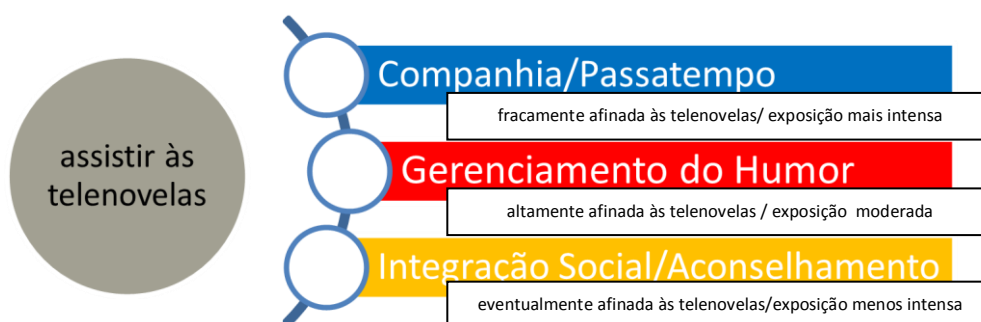 assistir às
telenovelas
Companhia/Passatempo
fracamente afinada às telenovelas/ exposição mais intensa
Gerenciamento do Humor
altamente afinada às telenovelas / exposição moderada
Integração Social/Aconselhamento
eventualmente afinada às telenovelas/exposição menos intensa